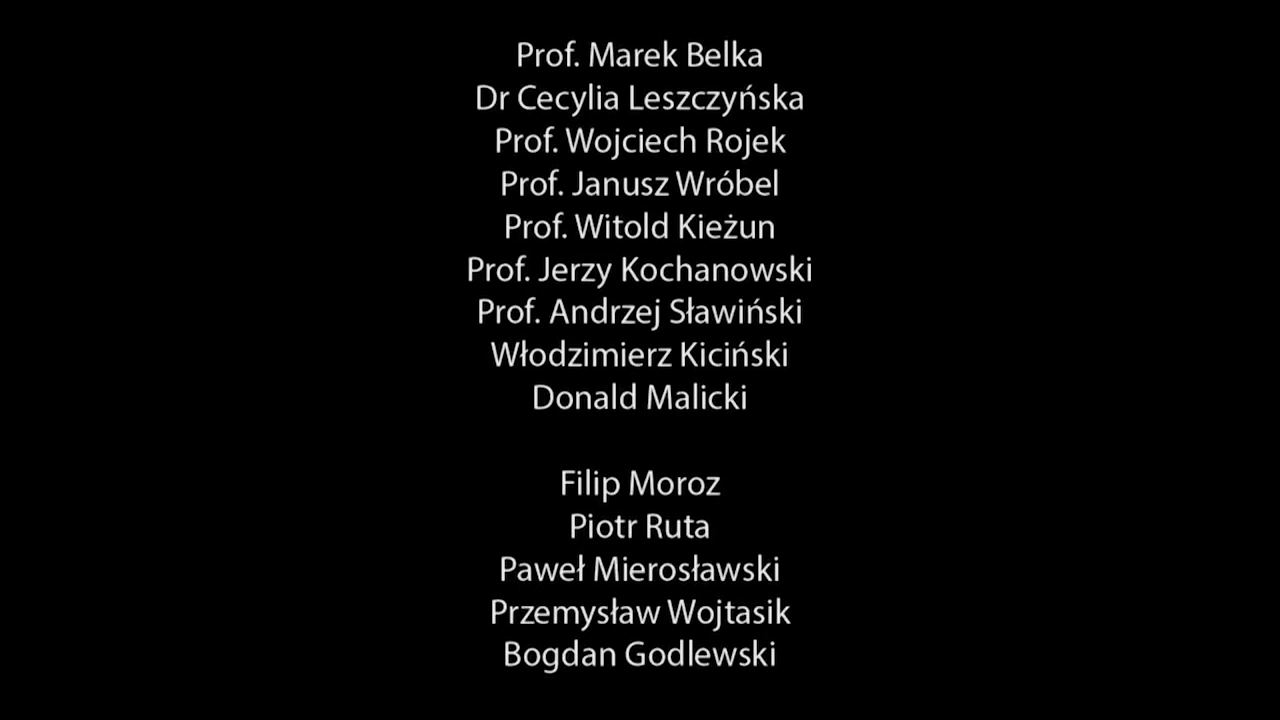 Prof. Marek Belka
Dr Cecylia Leszczyńska
Prof. Wojciech Rojek
Prof. Janusz Wróbel
Prof. Witold Kieżun
Prof. Jerzy Kochanowski
Prof. Andrzej Sławiński
Włodzimierz Kiciński
Donald Malicki
Filip Moroz
Piotr Ruta
Paweł Mierosławski
Przemysław Wojtasik
Bogdan Godlewski